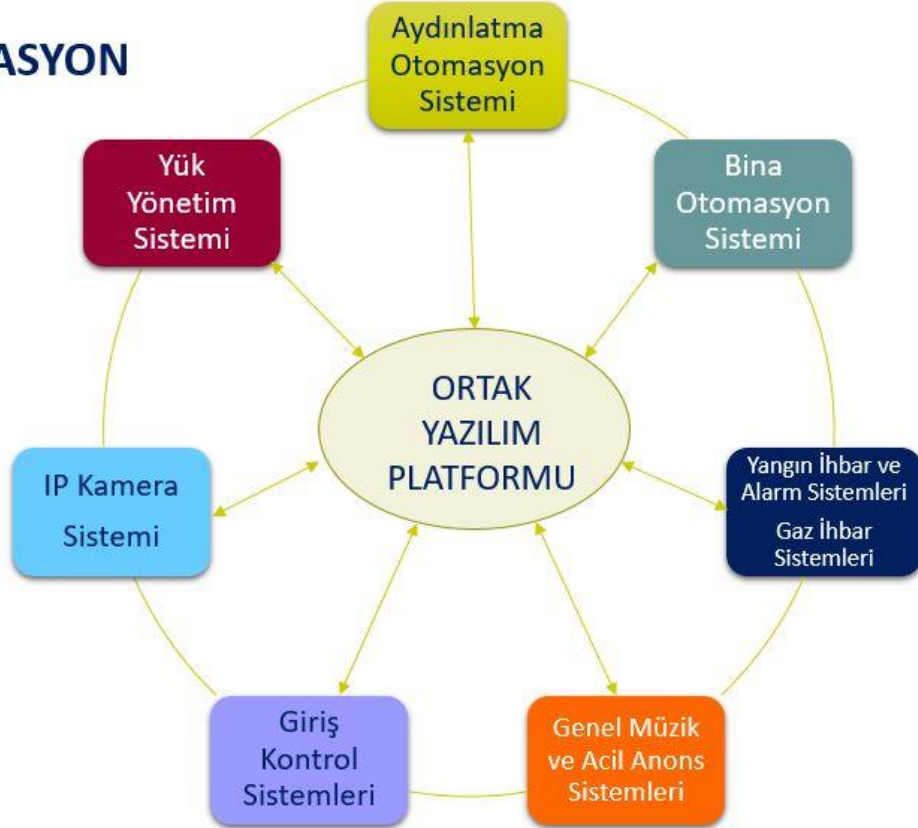 ASYON
Aydınlatma
Otomasyon
Sistemi
Yük
Yönetim
Sistemi
Bina
Otomasyon
Sistemi
ORTAK
YAZILIM
PLATFORMU
IP Kamera
Sistemi
Yangın İhbar ve
Alarm Sistemleri
Gaz İhbar
Sistemleri
Giriş
Kontrol
Sistemleri
Genel Müzik
ve Acil Anons
Sistemleri